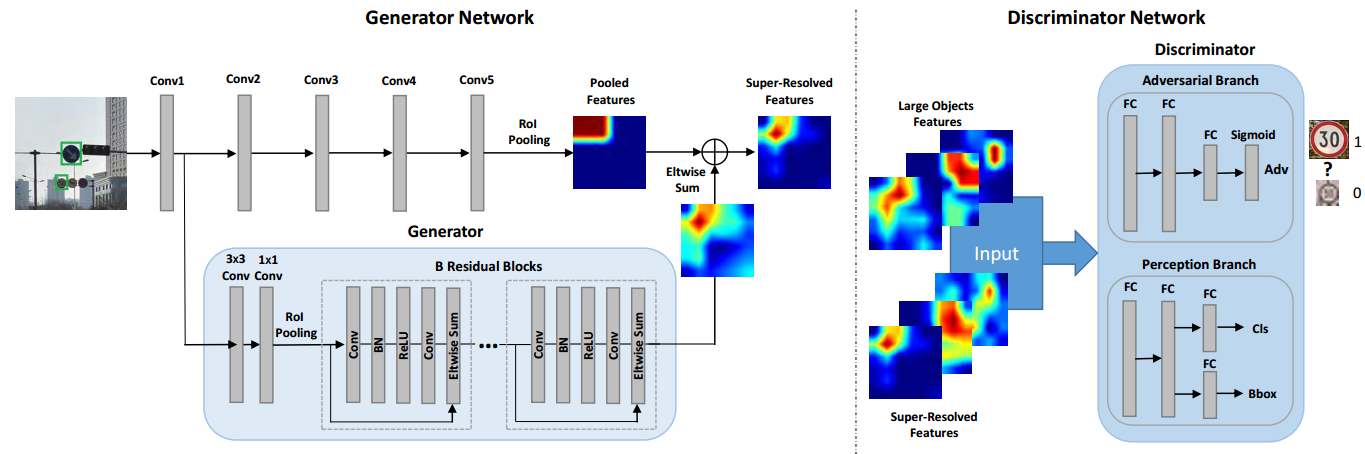 Generator Network
Conv1
Conv2
Conv3
Conv4
Conv5
RoI
Pooling
Pooled
Features
Super-Resolved
Features
Eltwise
Sum
Generator
3x3
Conv
1x1
Conv
RoI
Pooling
B Residual Blocks
Conv
BN
ReLU
Conv
Eltwise Sum
...
Conv
BN
ReLU
Conv
Eltwise Sum
Discriminator Network
Large Objects
Features
Input
Super-Resolved
Features
Discriminator
Adversarial Branch
FC
FC
FC
Sigmoid
Adv
30
1
?
0
Perception Branch
FC
FC
FC
Cls
FC
Bbox